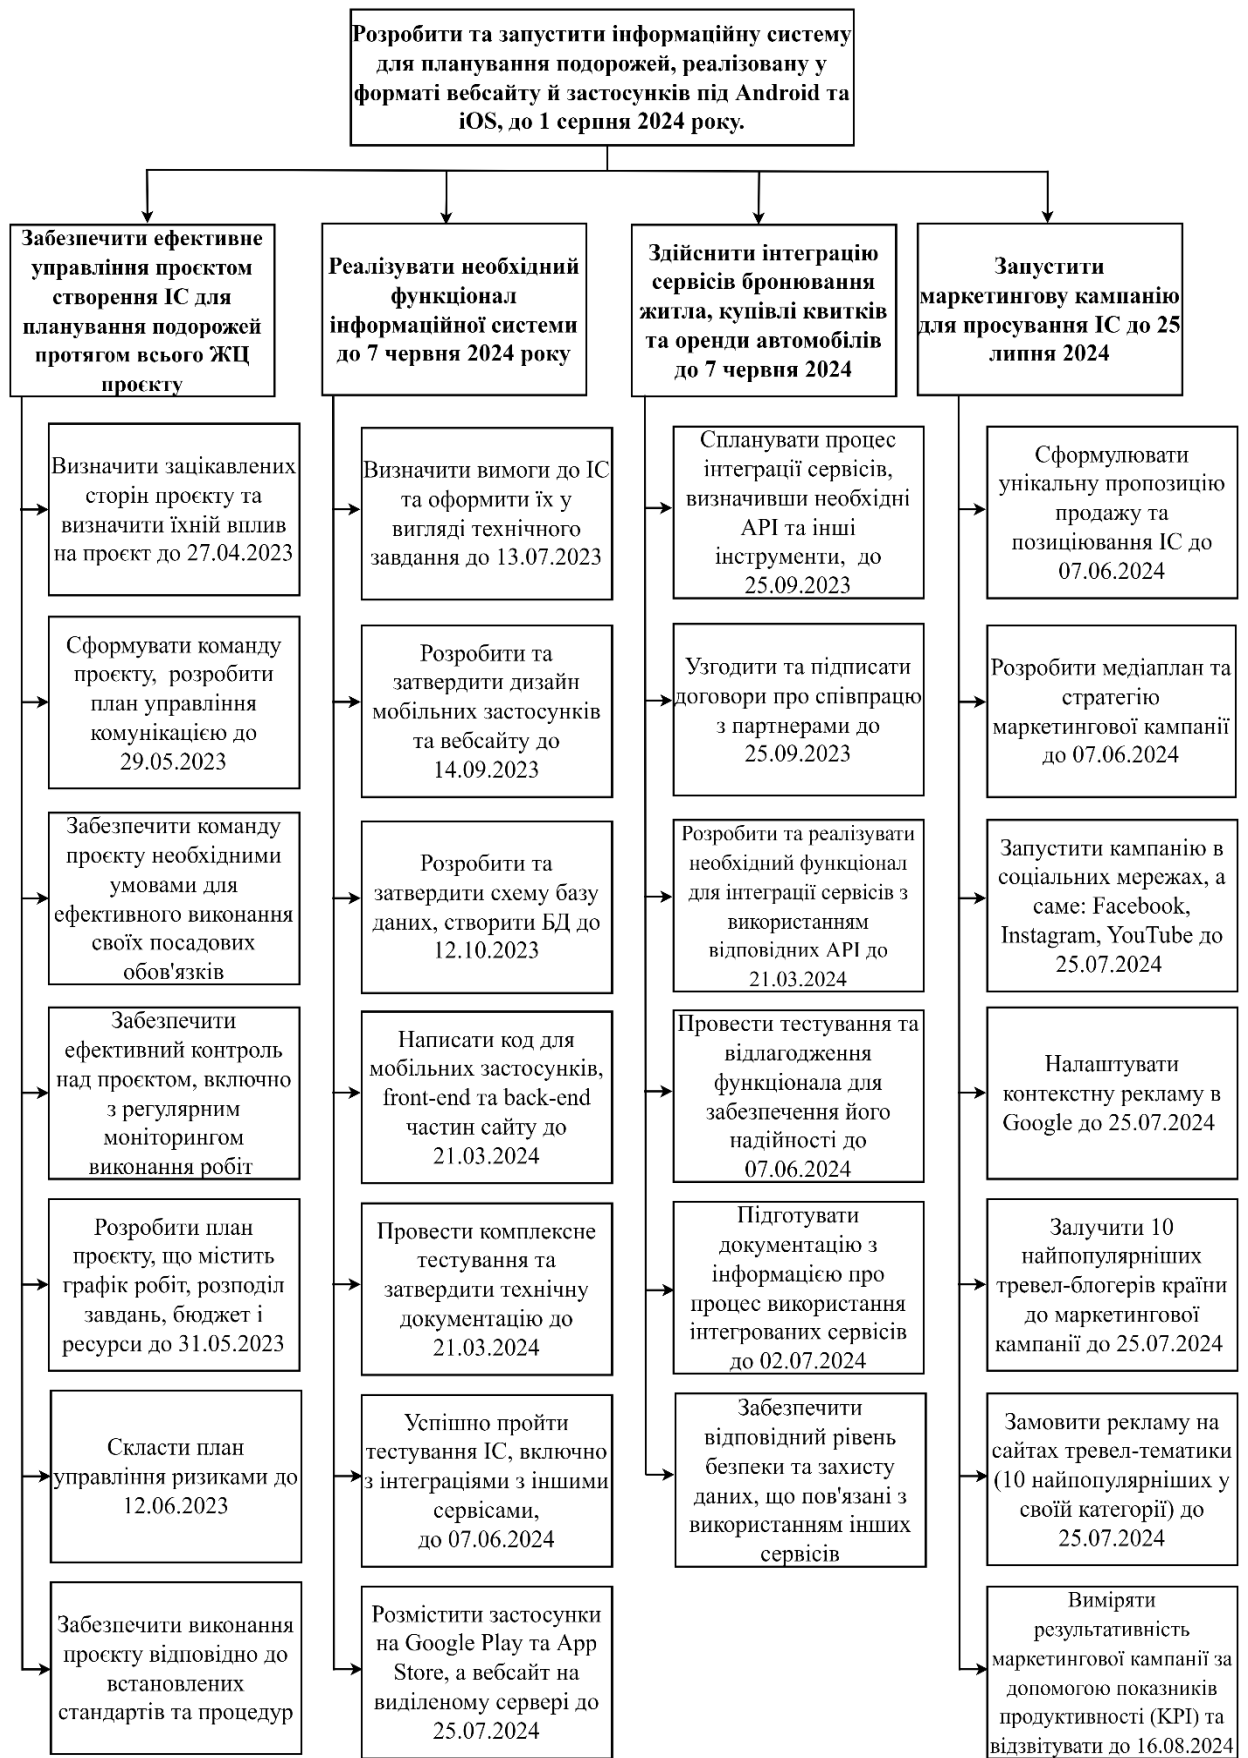 Розробити та запустити інформаційну систему
для планування подорожей, реалізовану у
форматі вебсайту й застосунків під Android та
iOS, до 1 серпня 2024 року.
Забезпечити ефективне
управління проєктом
створення ІС для
планування подорожей
протягом всього ЖЦ
проєкту
Визначити зацікавлених
сторін проєкту та
визначити їхній вплив
на проєкт до 27.04.2023
Сформувати команду
проєкту, розробити
план управління
комунікацією до
29.05.2023
Забезпечити команду
проєкту необхідними
умовами для
ефективного виконання
своїх посадових
обов'язків
Забезпечити
ефективний контроль
над проєктом, включно
з регулярним
моніторингом
виконання робіт
Розробити план
проєкту, що містить
графік робіт, розподіл
завдань, бюджет і
ресурси до 31.05.2023
Скласти план
управління ризиками до
12.06.2023
Забезпечити виконання
проєкту відповідно до
встановлених
стандартів та процедур
Реалізувати необхідний
функціонал
інформаційної системи
до 7 червня 2024 року
Визначити вимоги до ІС
та оформити їх у
вигляді технічного
завдання до 13.07.2023
Розробити та
затвердити дизайн
мобільних застосунків
та вебсайту до
14.09.2023
Розробити та
затвердити схему базу
даних, створити БД до
12.10.2023
Написати код для
мобільних застосунків,
front-end та back-end
частин сайту до
21.03.2024
Провести комплексне
тестування та
затвердити технічну
документацію до
21.03.2024
Успішно пройти
тестування ІС, включно
з інтеграціями з іншими
сервісами,
до 07.06.2024
Розмістити застосунки
на Google Play та App
Store, а вебсайт на
виділеному сервері до
25.07.2024
Здійснити інтеграцію
сервісів бронювання
житла, купівлі квитків
та оренди автомобілів
до 7 червня 2024
Спланувати процес
інтеграції сервісів,
визначивши необхідні
API та інші
інструменти, до
25.09.2023
Узгодити та підписати
договори про співпрацю
з партнерами до
25.09.2023
Розробити та реалізувати
необхідний функціонал
для інтеграції сервісів з
використанням
відповідних API до
21.03.2024
Провести тестування та
відлагодження
функціонала для
забезпечення його
надійності до
07.06.2024
Підготувати
документацію з
інформацією про
процес використання
інтегрованих сервісів
до 02.07.2024
Забезпечити
відповідний рівень
безпеки та захисту
даних, що пов'язані з
використанням інших
сервісів
Запустити
маркетингову кампанію
для просування ІС до 25
липня 2024
Сформулювати
унікальну пропозицію
продажу та
позиціювання ІС до
07.06.2024
Розробити медіаплан та
стратегію
маркетингової кампанії
до 07.06.2024
Запустити кампанію в
соціальних мережах, а
саме: Facebook,
Instagram, YouTube до
25.07.2024
Налаштувати
контекстну рекламу в
Google до 25.07.2024
Залучити 10
найпопулярніших
тревел-блогерів країни
до маркетингової
кампанії до 25.07.2024
Замовити рекламу на
сайтах тревел-тематики
(10 найпопулярніших у
своїй категорії) до
25.07.2024
Виміряти
результативність
маркетингової кампанії за
допомогою показників
продуктивності (KPI) та
відзвітувати до 16.08.2024